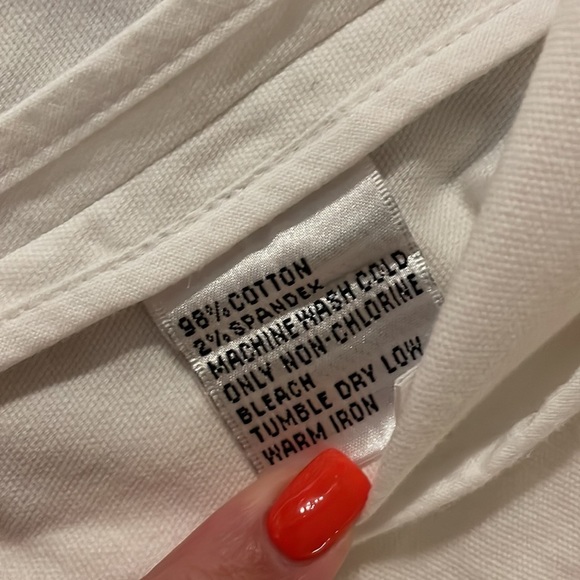 98% COTTON
2% SPANDEX
MACHINE WASH COLD
ONLY NON-CHLORINE
BLEACH
TUMBLE DRY LOW
WARM IRON